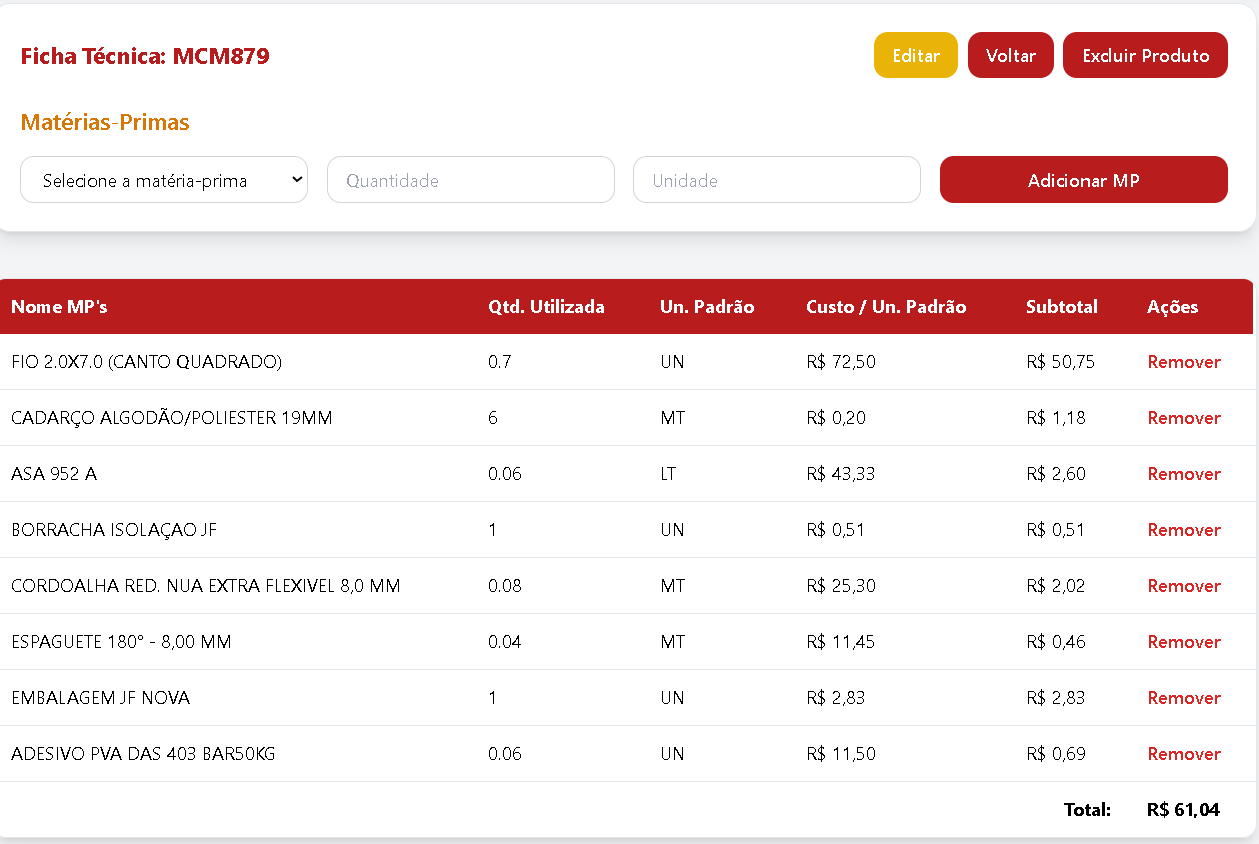 Ficha Técnica: MCM879 Editar Voltar Excluir Produto
Matérias-Primas
Selecione a matéria-prima Quantidade Unidade Adicionar MP
Nome MP's Qtd. Utilizada Un. Padrão Custo / Un. Padrão Subtotal Ações
FIO 2.0X7.0 (CANTO QUADRADO) 0.7 UN R$ 72,50 R$ 50,75 Remover
CADARÇO ALGODÃO/POLIESTER 19MM 6 MT R$ 0,20 R$ 1,18 Remover
ASA 952 A 0.06 LT R$ 43,33 R$ 2,60 Remover
BORRACHA ISOLAÇAO JF 1 UN R$ 0,51 R$ 0,51 Remover
CORDOALHA RED. NUA EXTRA FLEXIVEL 8,0 MM 0.08 MT R$ 25,30 R$ 2,02 Remover
ESPAGUETE 180° - 8,00 MM 0.04 MT R$ 11,45 R$ 0,46 Remover
EMBALAGEM JF NOVA 1 UN R$ 2,83 R$ 2,83 Remover
ADESIVO PVA DAS 403 BAR50KG 0.06 UN R$ 11,50 R$ 0,69 Remover
Total: R$ 61,04